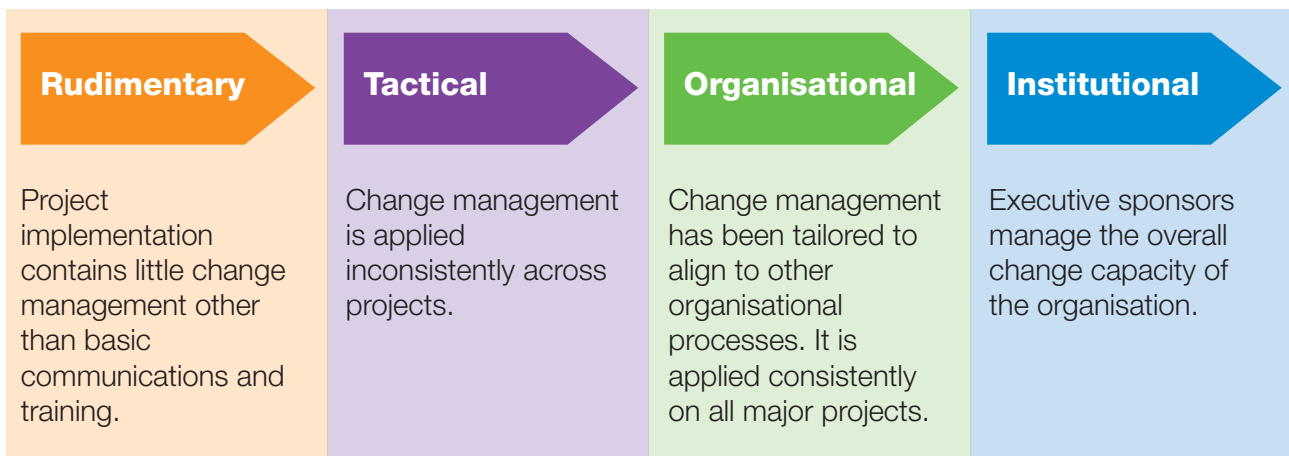 Rudimentary
Project
implementation
contains little change
management other
than basic
communications and
training.
Tactical
Change management
is applied
inconsistently across
projects.
Organisational
Change management
has been tailored to
align to other
organisational
processes. It is
applied consistently
on all major projects.
Institutional
Executive sponsors
manage the overall
change capacity of
the organisation.